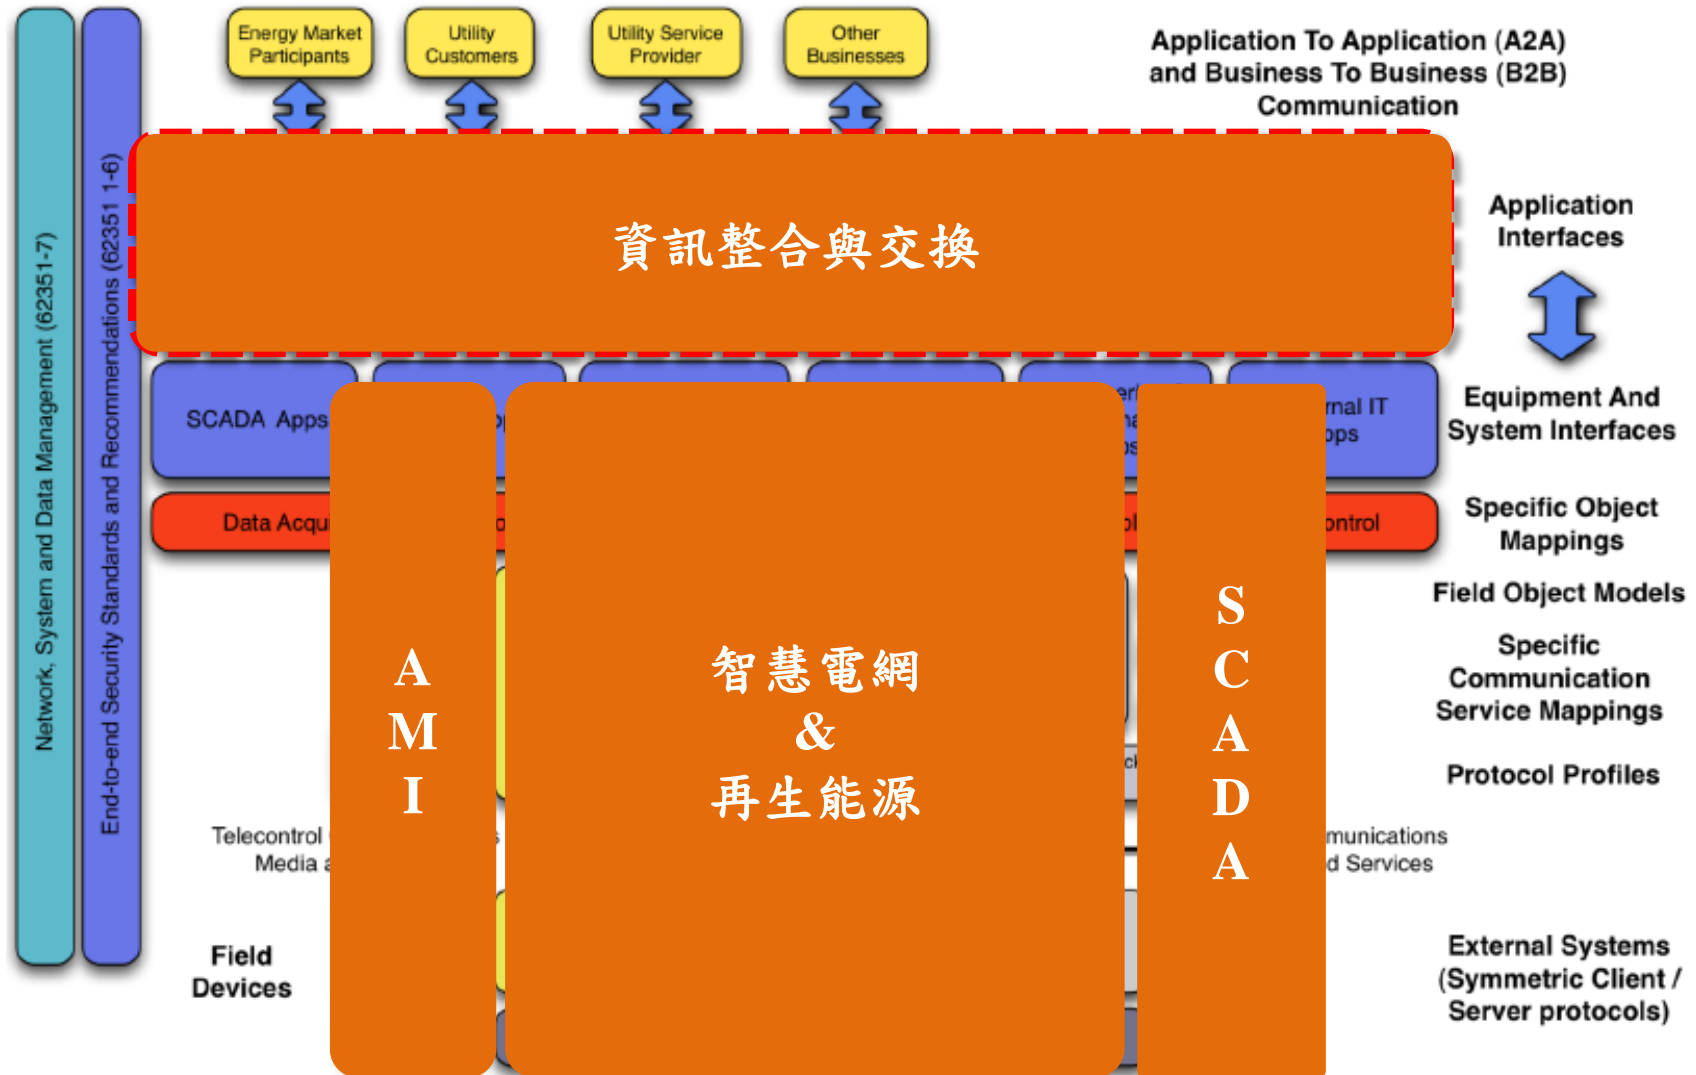 Energy Market
Participants
Utility
Customers
Utility Service
Provider
Other
Businesses
Application To Application (A2A)
and Business To Business (B2B)
Communication
Network, System and Data Management (62351-7)
End-to-end Security Standards and Recommendations (62351 1-6)
資訊整合與交換
Application
Interfaces
SCADA Apps
Equipment And
System Interfaces
Data
Specific Object
Mappings
Field Object Models
Specific
Communication
Service Mappings
Protocol Profiles
A
M
I
智慧電網
&
再生能源
S
C
A
D
A
IT
Telecontrol
Media
Services
Field
Devices
External Systems
(Symmetric Client /
Server protocols)